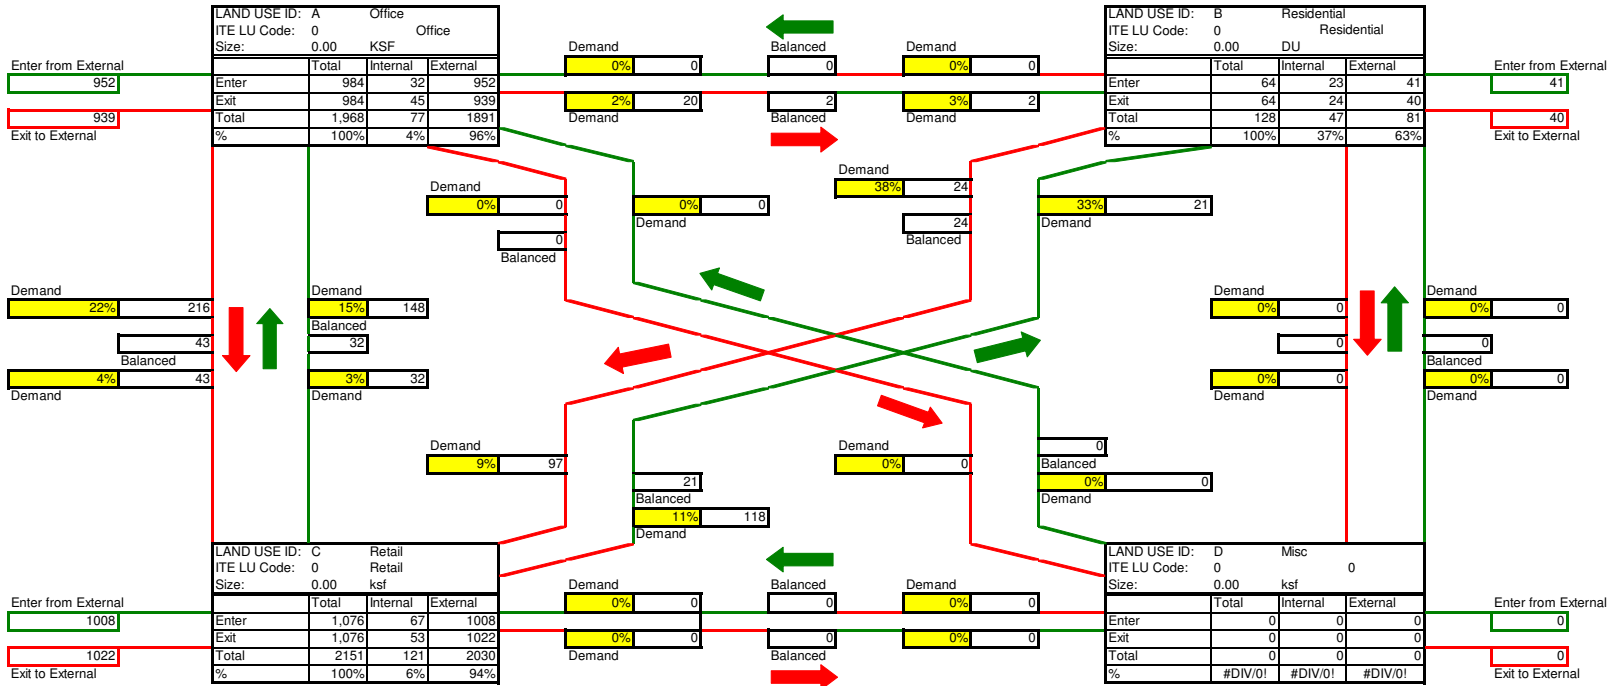 LAND USE ID: A Office
ITE LU Code: 0 Office
Size: 0.00 KSF
Total Internal External
Enter 984 32 952
Exit 984 45 939
Total 1,968 77 1891
% 100% 4% 96%
Enter from External
952
939
Exit to External
Demand Balanced Demand
0% 0 0 0% 0
2% 20 2 3% 2
Demand Balanced Demand
LAND USE ID: B Residential
ITE LU Code: 0 Residential
Size: 0.00 DU
Total Internal External
Enter 64 23 41
Exit 64 24 40
Total 128 47 81
% 100% 37% 63%
Enter from External
41
40
Exit to External
Demand
0% 0
0
Balanced
0% 0
Demand
Demand
38% 24
24
Balanced
33% 21
Demand
Demand
22% 216
43
Balanced
4% 43
Demand
Demand
15% 148
Balanced
32
3% 32
Demand
Demand
0% 0
0
0% 0
Demand
Demand
0% 0
0
Balanced
0% 0
Demand
Demand
9% 97
21
Balanced
11% 118
Demand
Demand
0% 0
0
Balanced
0% 0
Demand
LAND USE ID: C Retail
ITE LU Code: 0 Retail
Size: 0.00 ksf
Total Internal External
Enter 1,076 67 1008
Exit 1,076 53 1022
Total 2151 121 2030
% 100% 6% 94%
Enter from External
1008
1022
Exit to External
Demand Balanced Demand
0% 0 0 0% 0
0% 0 0 0% 0
Demand Balanced Demand
LAND USE ID: D Misc
ITE LU Code: 0 0
Size: 0.00 ksf
Total Internal External
Enter 0 0 0
Exit 0 0 0
Total 0 0 0
% #DIV/0! #DIV/0! #DIV/0!
Enter from External
0
0
Exit to External